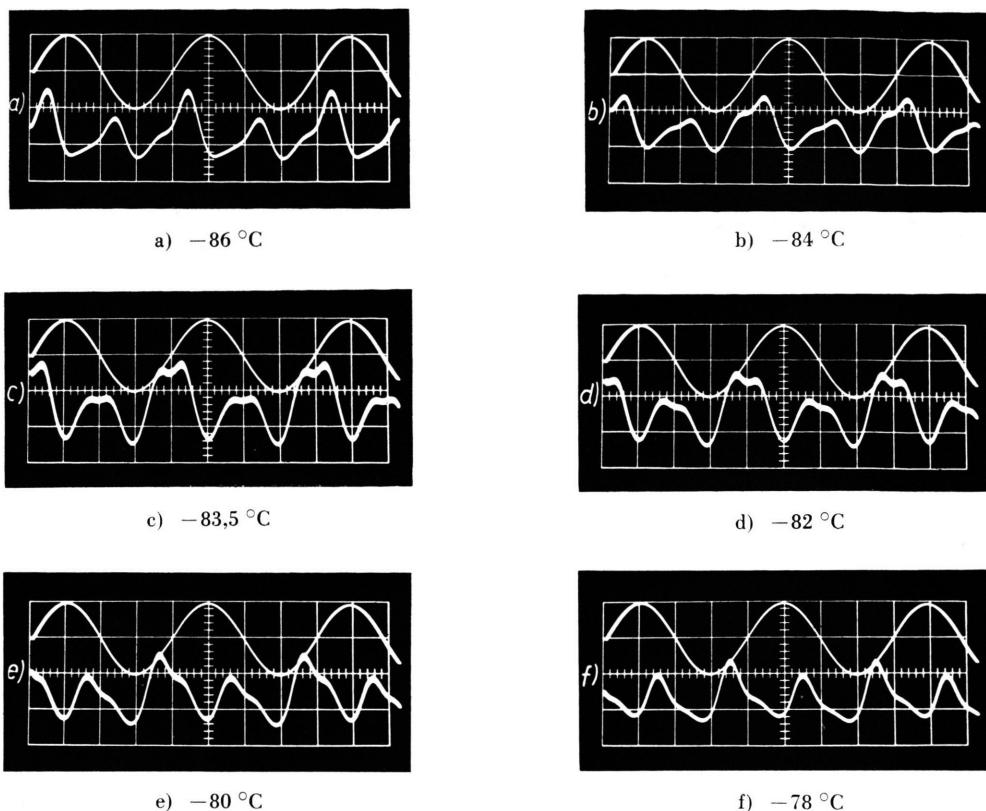 a)
b)
a) −86 °C
b) −84 °C
c)
d)
c) −83,5 °C
d) −82 °C
e)
f)
e) −80 °C
f) −78 °C